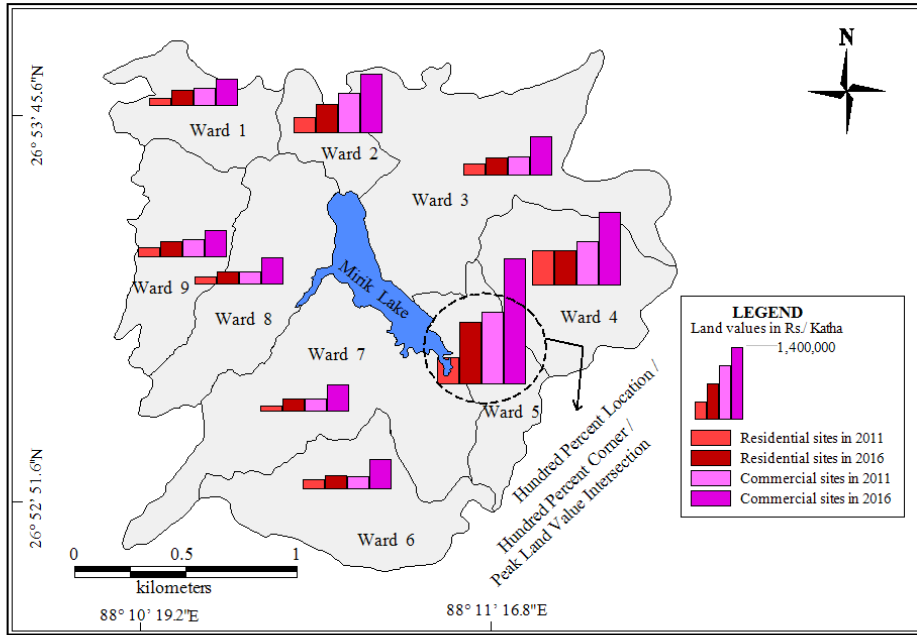 N
26° 53' 45.6"N
26° 52' 51.6"N
Ward 1
Ward 2
Ward 3
Ward 4
Ward 5
Ward 6
Ward 7
Ward 8
Ward 9
Mirik Lake
Hundred Percent Location /
Hundred Percent Corner /
Peak Land Value Intersection
LEGEND
Land values in Rs./ Katha
1,400,000
Residential sites in 2011
Residential sites in 2016
Commercial sites in 2011
Commercial sites in 2016
0 0.5 1
kilometers
88° 10' 19.2"E
88° 11' 16.8"E